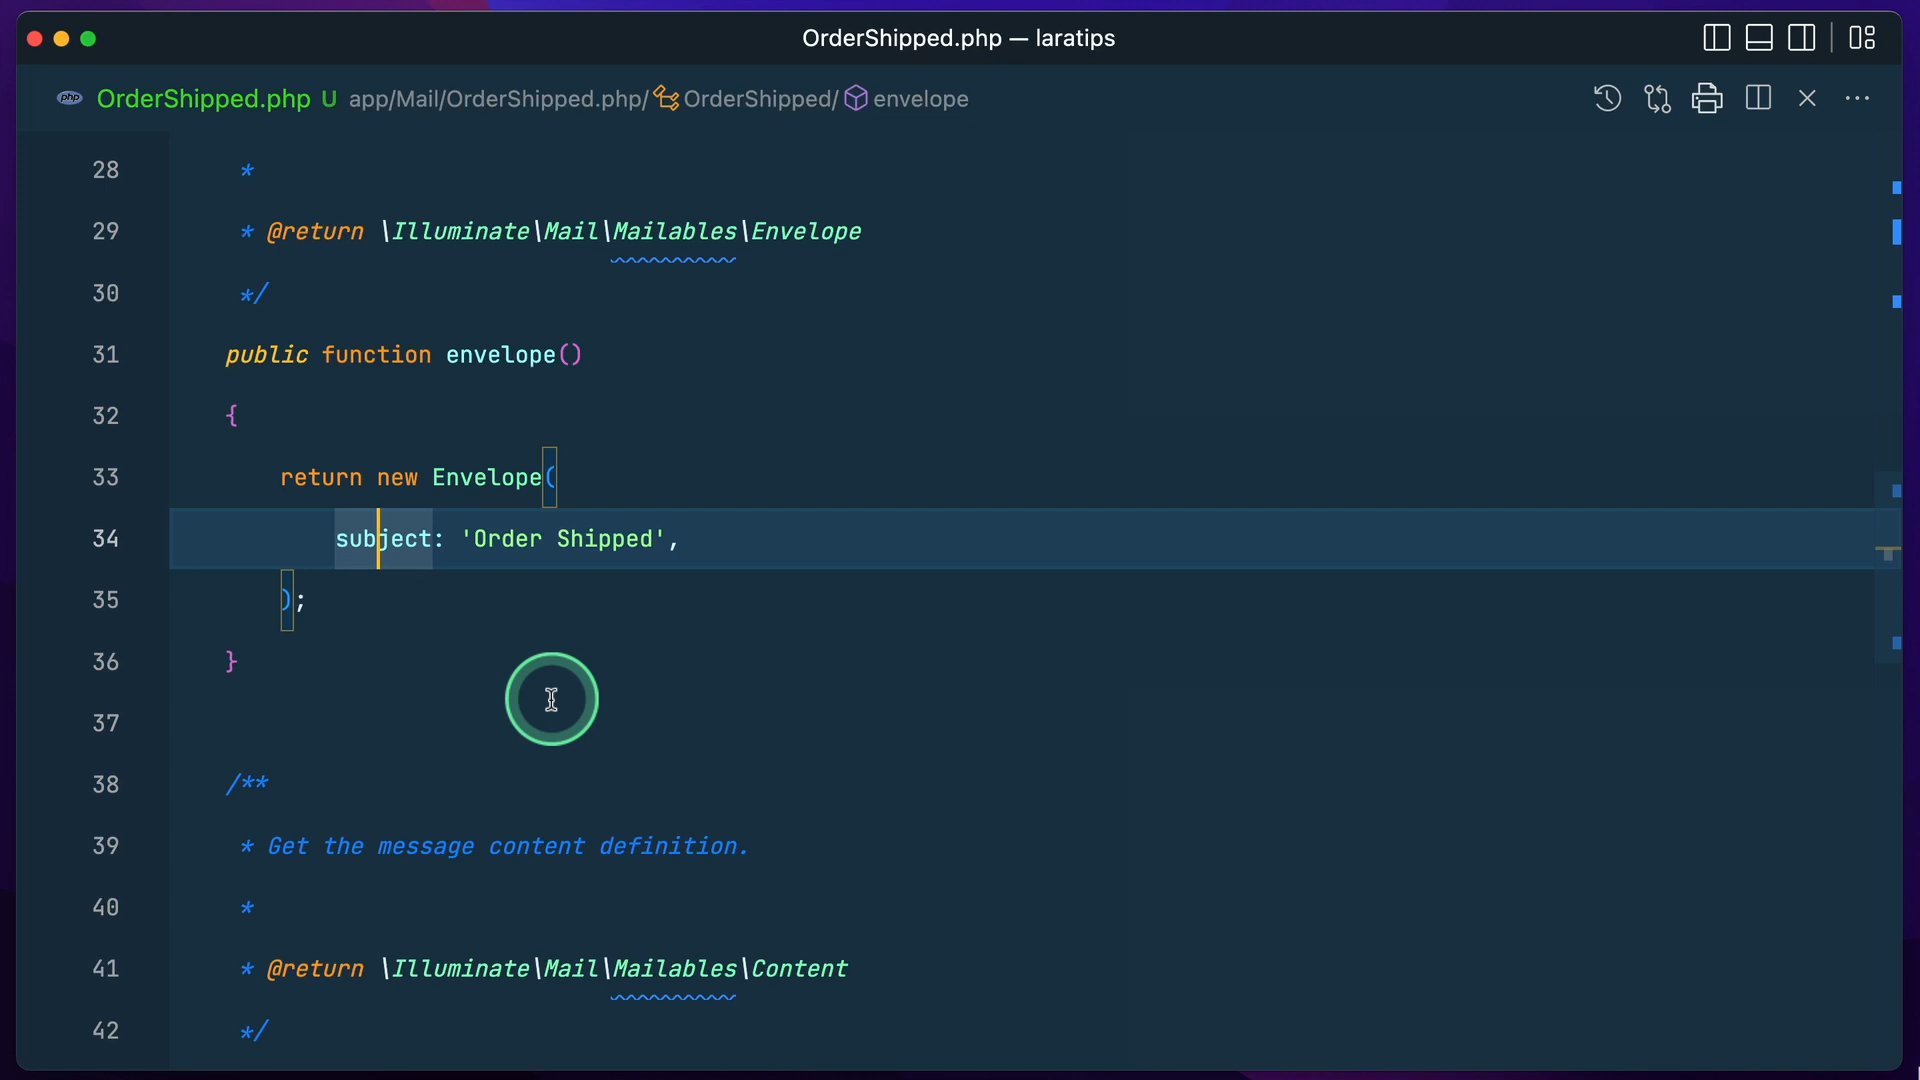 OrderShipped.php — laratips
php OrderShipped.php U app/Mail/OrderShipped.php/ OrderShipped/ envelope
28 *
29 * @return \Illuminate\Mail\Mailables\Envelope
30 */
31 public function envelope()
32 {
33 return new Envelope(
34 subject: 'Order Shipped',
35 );
36 }
37
38 /**
39 * Get the message content definition.
40 *
41 * @return \Illuminate\Mail\Mailables\Content
42 */